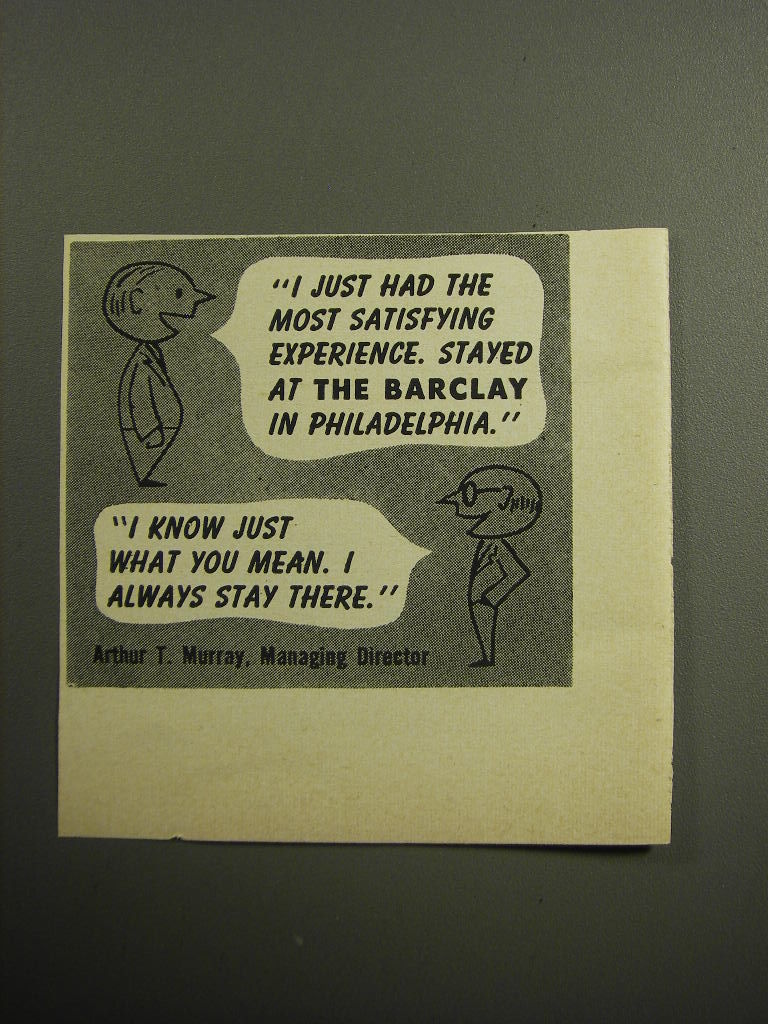 "I JUST HAD THE
MOST SATISFYING
EXPERIENCE. STAYED
AT THE BARCLAY
IN PHILADELPHIA."
"I KNOW JUST
WHAT YOU MEAN. I
ALWAYS STAY THERE."
Arthur T. Murray, Managing Director